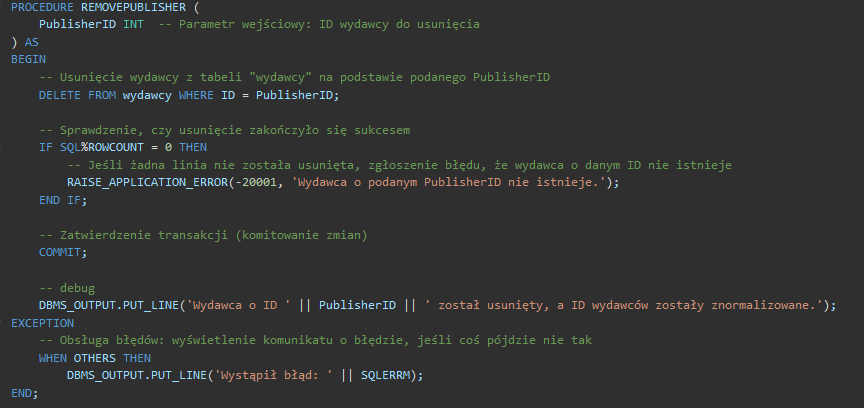 PROCEDURE REMOVEPUBLISHER (
    PublisherID INT  -- Parametr wejściowy: ID wydawcy do usunięcia
) AS
BEGIN
    -- Usunięcie wydawcy z tabeli "wydawcy" na podstawie podanego PublisherID
    DELETE FROM wydawcy WHERE ID = PublisherID;

    -- Sprawdzenie, czy usunięcie zakończyło się sukcesem
    IF SQL%ROWCOUNT = 0 THEN
        -- Jeśli żadna linia nie została usunięta, zgłoszenie błędu, że wydawca o danym ID nie istnieje
        RAISE_APPLICATION_ERROR(-20001, 'Wydawca o podanym PublisherID nie istnieje.');
    END IF;

    -- Zatwierdzenie transakcji (komitowanie zmian)
    COMMIT;

    -- debug
    DBMS_OUTPUT.PUT_LINE('Wydawca o ID ' || PublisherID || ' został usunięty, a ID wydawców zostały znormalizowane.');
EXCEPTION
    -- Obsługa błędów: wyświetlenie komunikatu o błędzie, jeśli coś pójdzie nie tak
    WHEN OTHERS THEN
        DBMS_OUTPUT.PUT_LINE('Wystąpił błąd: ' || SQLERRM);
END;